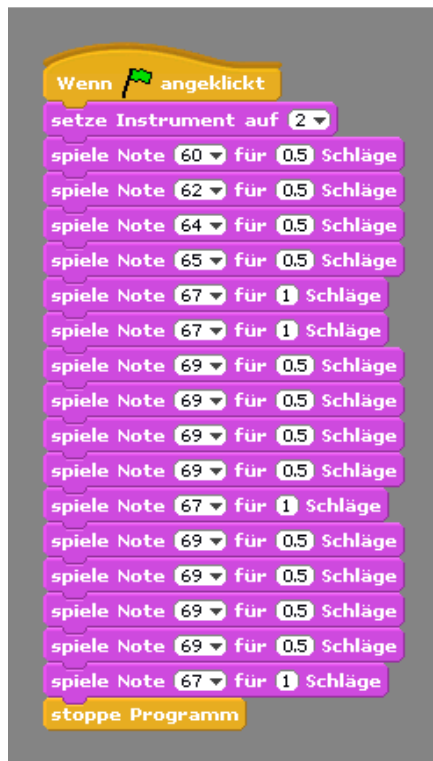 Wenn angeklickt
setze Instrument auf 2
spiele Note 60 für 0.5 Schläge
spiele Note 62 für 0.5 Schläge
spiele Note 64 für 0.5 Schläge
spiele Note 65 für 0.5 Schläge
spiele Note 67 für 1 Schläge
spiele Note 67 für 1 Schläge
spiele Note 69 für 0.5 Schläge
spiele Note 69 für 0.5 Schläge
spiele Note 69 für 0.5 Schläge
spiele Note 69 für 0.5 Schläge
spiele Note 67 für 1 Schläge
spiele Note 69 für 0.5 Schläge
spiele Note 69 für 0.5 Schläge
spiele Note 69 für 0.5 Schläge
spiele Note 69 für 0.5 Schläge
spiele Note 67 für 1 Schläge
stoppe Programm